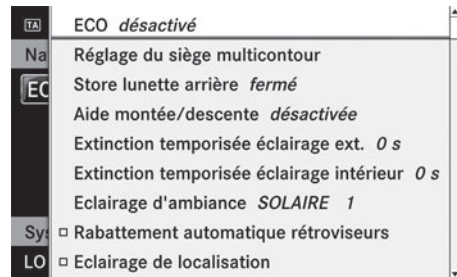 TA
ECO désactivé
Na
Réglage du siège multicontour
EC
Store lunette arrière fermé
Aide montée/descente désactivée
Extinction temporisée éclairage ext. 0 s
Extinction temporisée éclairage intérieur 0 s
Eclairage d'ambiance SOLAIRE 1
Sys
Rabattement automatique rétroviseurs
LO
Eclairage de localisation